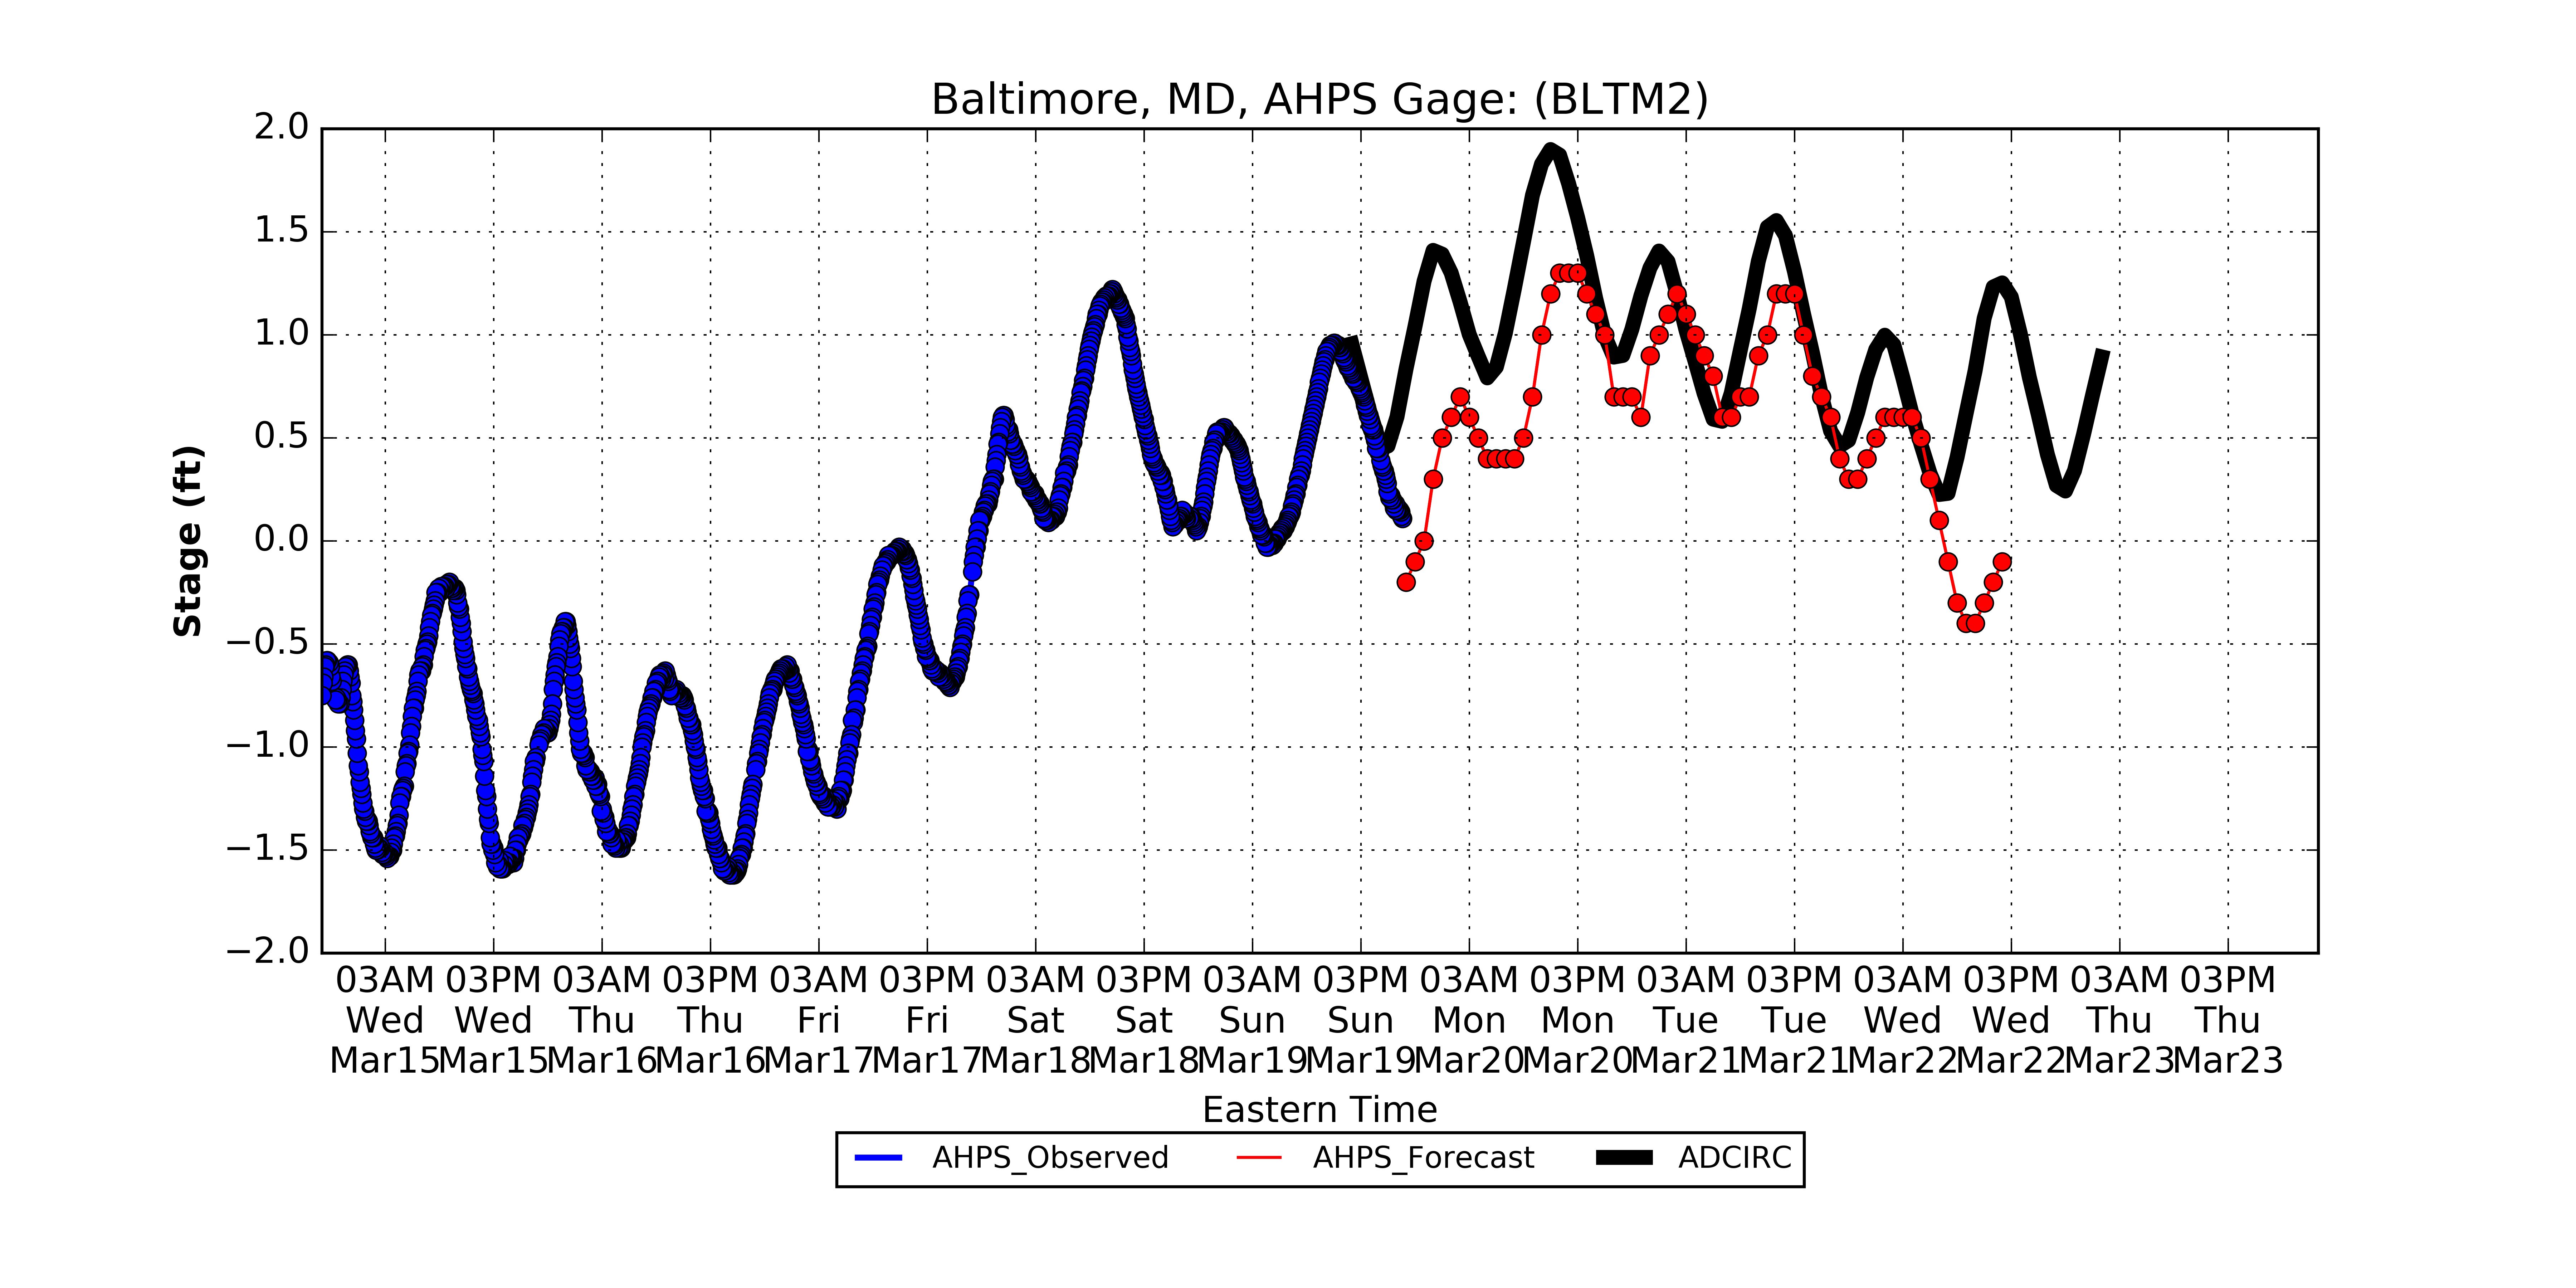 Baltimore, MD, AHPS Gage: (BLTM2)
2.0
1.5
1.0
0.5
0.0
−0.5
−1.0
−1.5
−2.0
Stage (ft)
03AM 03PM 03AM 03PM 03AM 03PM 03AM 03PM 03AM 03PM 03AM 03PM 03AM 03PM 03AM 03PM 03AM 03PM
Wed Wed Thu Thu Fri Fri Sat Sat Sun Sun Mon Mon Tue Tue Wed Wed Thu Thu
Mar15 Mar15 Mar16 Mar16 Mar17 Mar17 Mar18 Mar18 Mar19 Mar19 Mar20 Mar20 Mar21 Mar21 Mar22 Mar22 Mar23 Mar23
Eastern Time
AHPS_Observed AHPS_Forecast ADCIRC